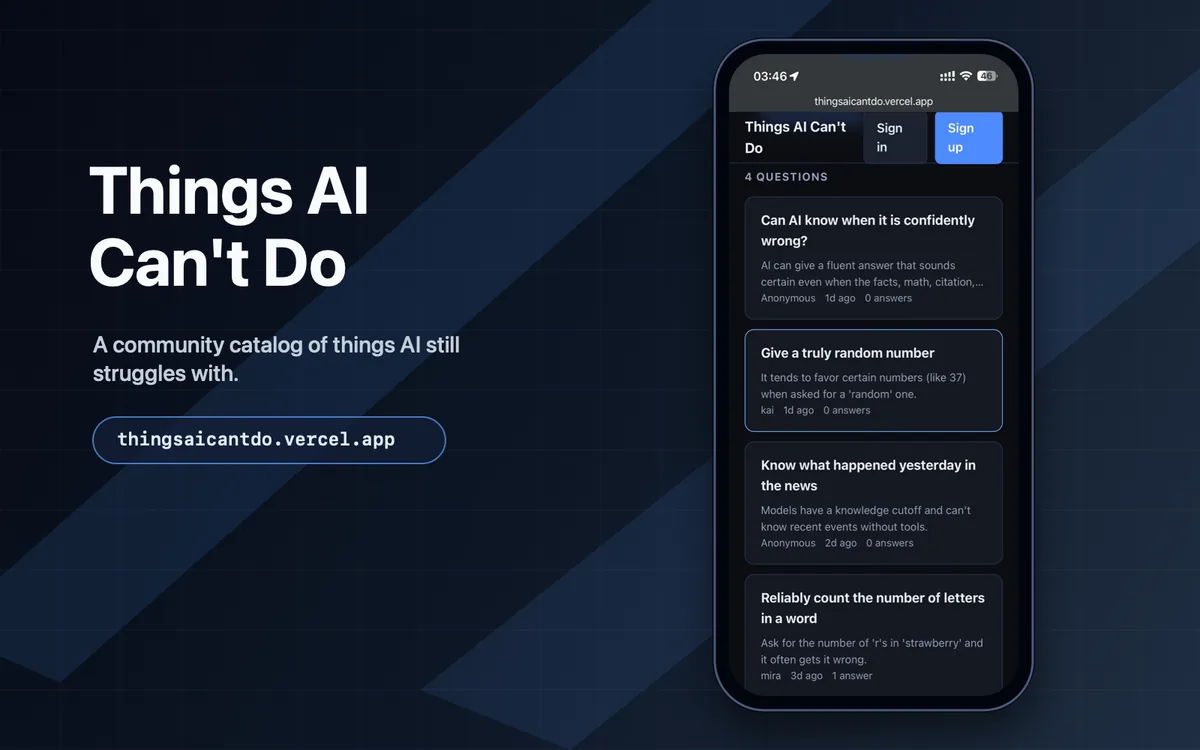 Things AI
Can't Do
A community catalog of things AI still
struggles with.
thingsaicantdo.vercel.app
03:46
46
thingsaicantdo.vercel.app
Things AI Can't
Do
Sign
in
Sign
up
4 QUESTIONS
Can AI know when it is confidently
wrong?
AI can give a fluent answer that sounds
certain even when the facts, math, citation,...
Anonymous 1d ago 0 answers
Give a truly random number
It tends to favor certain numbers (like 37)
when asked for a 'random' one.
kai 1d ago 0 answers
Know what happened yesterday in
the news
Models have a knowledge cutoff and can't
know recent events without tools.
Anonymous 2d ago 0 answers
Reliably count the number of letters
in a word
Ask for the number of 'r's in 'strawberry' and
it often gets it wrong.
mira 3d ago 1 answer